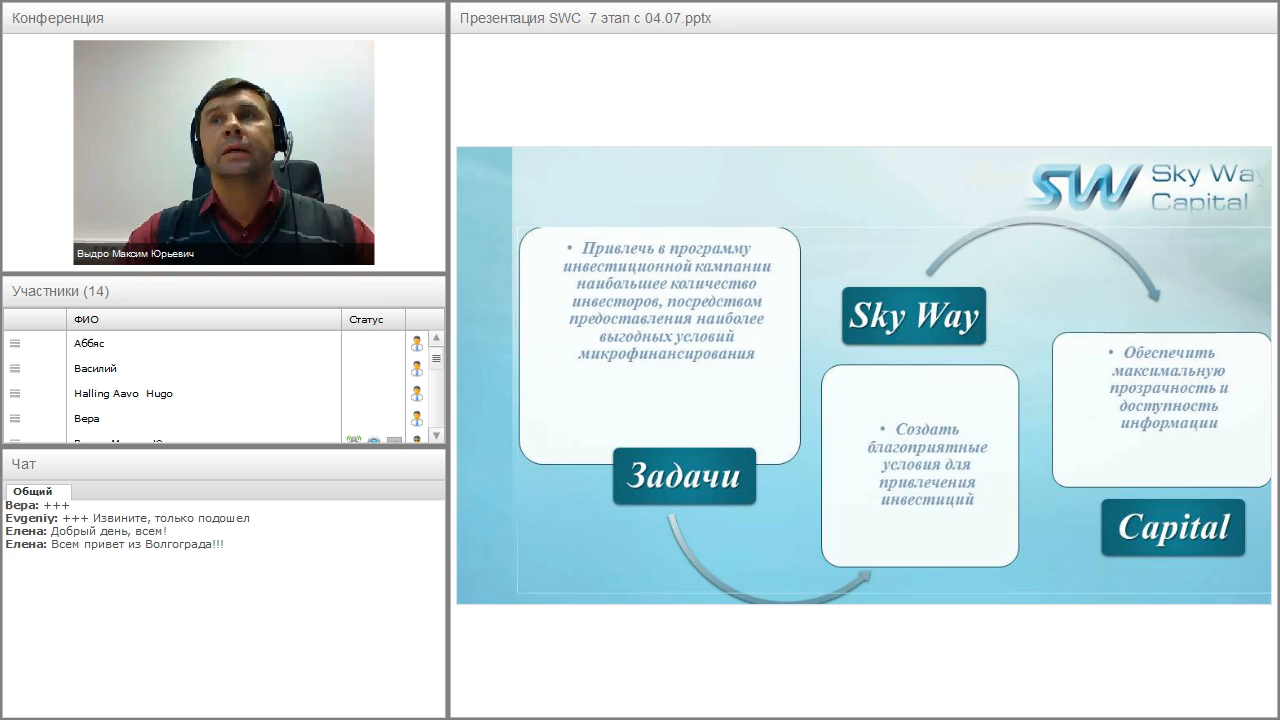 Конференция
Выдро Максим Юрьевич
Участники (14)
ФИО
Статус
Аббяс
Василий
Halling Aavo Hugo
Вера
Чат
Общий
Вера: +++
Evgeniy: +++ Извините, только подошел
Елена: Добрый день, всем!
Елена: Всем привет из Волгограда!!!
Презентация SWC 7 этап с 04.07.pptx
SW
Sky Way
Capital
• Привлечь в программу
инвестиционной кампании
наибольшее количество
инвесторов, посредством
предоставления наиболее
выгодных условий
микрофинансирования
Задачи
Sky Way
• Создать
благоприятные
условия для
привлечения
инвестиций
• Обеспечить
максимальную
прозрачность и
доступность
информации
Capital